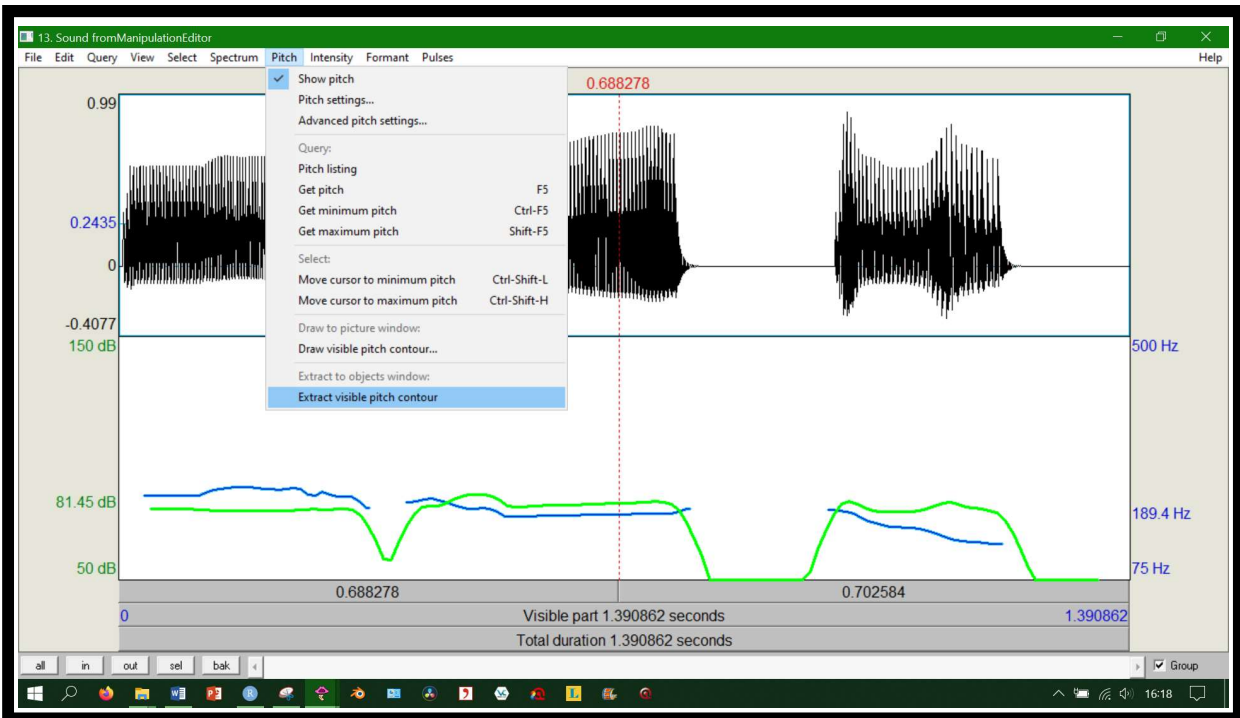 13. Sound fromManipulationEditor
File Edit Query View Select Spectrum Pitch Intensity Formant Pulses Help
Show pitch
Pitch settings...
Advanced pitch settings...
Query:
Pitch listing
Get pitch F5
Get minimum pitch Ctrl-F5
Get maximum pitch Shift-F5
Select:
Move cursor to minimum pitch Ctrl-Shift-L
Move cursor to maximum pitch Ctrl-Shift-H
Draw to picture window:
Draw visible pitch contour...
Extract to objects window:
Extract visible pitch contour
0.688278
0.99
0.2435
0
-0.4077
150 dB
500 Hz
81.45 dB
189.4 Hz
50 dB
75 Hz
0.688278 0.702584
0 Visible part 1.390862 seconds 1.390862
Total duration 1.390862 seconds
all in out sel bak Group
16:18